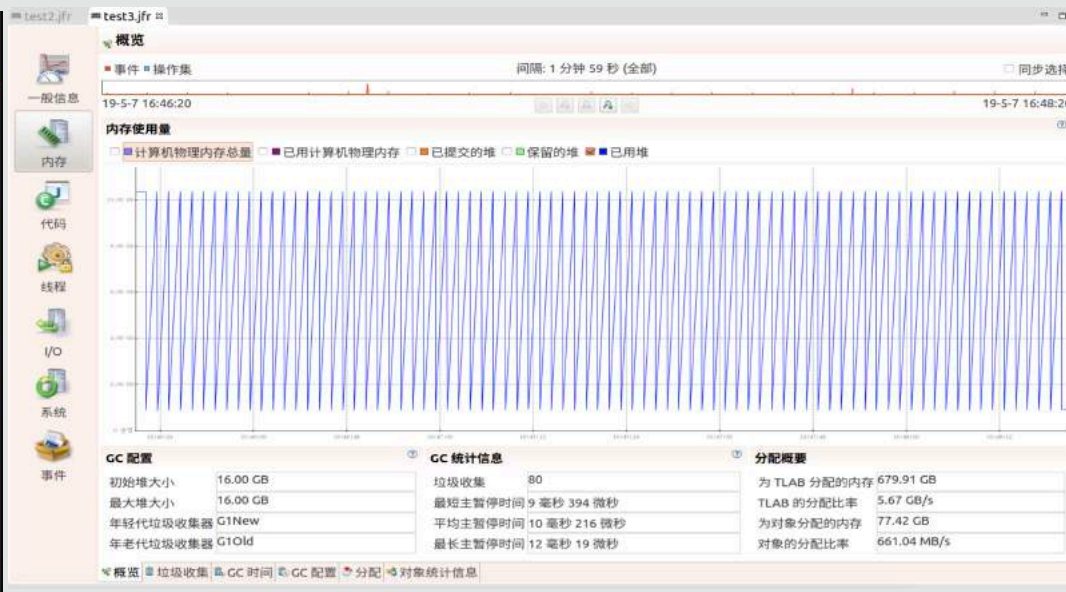 test2.jfr test3.jfr
概览
事件 操作集 间隔: 1 分钟 59 秒 (全部) 同步选择
19-5-7 16:46:20 19-5-7 16:48:20
内存使用量
计算机物理内存总量 已用计算机物理内存 已提交的堆 保留的堆 已用堆
一般信息
内存
代码
线程
I/O
系统
事件
GC 配置
初始堆大小 16.00 GB
最大堆大小 16.00 GB
年轻代垃圾收集器 G1New
年老代垃圾收集器 G1Old
GC 统计信息
垃圾收集 80
最短主暂停时间 9 毫秒 394 微秒
平均主暂停时间 10 毫秒 216 微秒
最长主暂停时间 12 毫秒 19 微秒
分配概要
为 TLAB 分配的内存 679.91 GB
TLAB 的分配比率 5.67 GB/s
为对象分配的内存 77.42 GB
对象的分配比率 661.04 MB/s
概览 垃圾收集 GC 时间 GC 配置 分配 对象统计信息